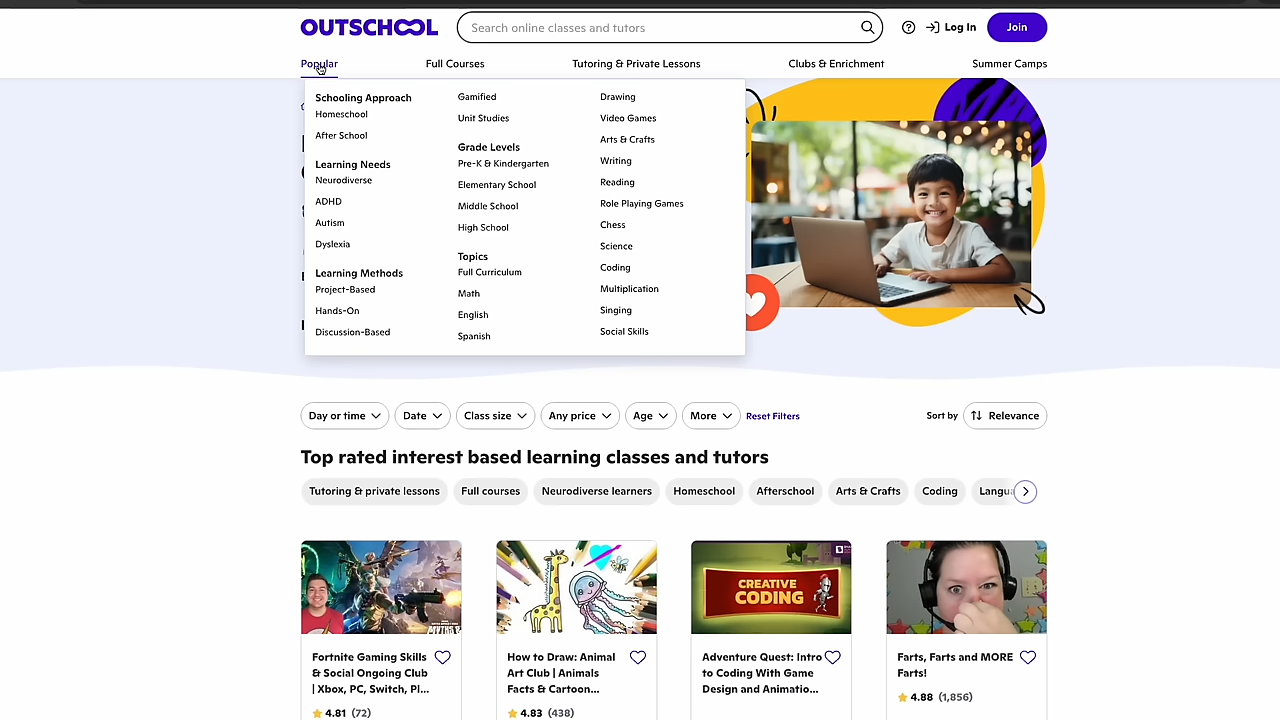 OUTSCHOOL
Search online classes and tutors
Log In
Join
Popular
Full Courses
Tutoring & Private Lessons
Clubs & Enrichment
Summer Camps
Schooling Approach
Homeschool
After School
Learning Needs
Neurodiverse
ADHD
Autism
Dyslexia
Learning Methods
Project-Based
Hands-On
Discussion-Based
Gamified
Unit Studies
Grade Levels
Pre-K & Kindergarten
Elementary School
Middle School
High School
Topics
Full Curriculum
Math
English
Spanish
Drawing
Video Games
Arts & Crafts
Writing
Reading
Role Playing Games
Chess
Science
Coding
Multiplication
Singing
Social Skills
Day or time
Date
Class size
Any price
Age
More
Reset Filters
Sort by
Relevance
Top rated interest based learning classes and tutors
Tutoring & private lessons
Full courses
Neurodiverse learners
Homeschool
Afterschool
Arts & Crafts
Coding
Langu
CREATIVE
CODING
Fortnite Gaming Skills
& Social Ongoing Club
| Xbox, PC, Switch, Pl...
4.81 (72)
How to Draw: Animal
Art Club | Animals
Facts & Cartoon...
4.83 (438)
Adventure Quest: Intro
to Coding With Game
Design and Animatio...
Farts, Farts and MORE
Farts!
4.88 (1,856)